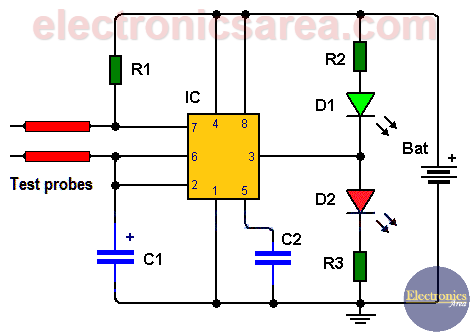 electronicsarea.com
R1
R2
IC
D1
7
4
8
Bat
+
6
3
Test probes
2
D2
1
5
+
C1
C2
R3
Electronics
Area